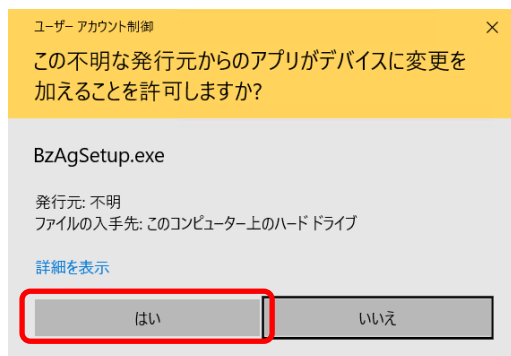 ユーザー アカウント制御
この不明な発行元からのアプリがデバイスに変更を
加えることを許可しますか?
BzAgSetup.exe
発行元: 不明
ファイルの入手先: このコンピューター上のハード ドライブ
詳細を表示
はい
いいえ